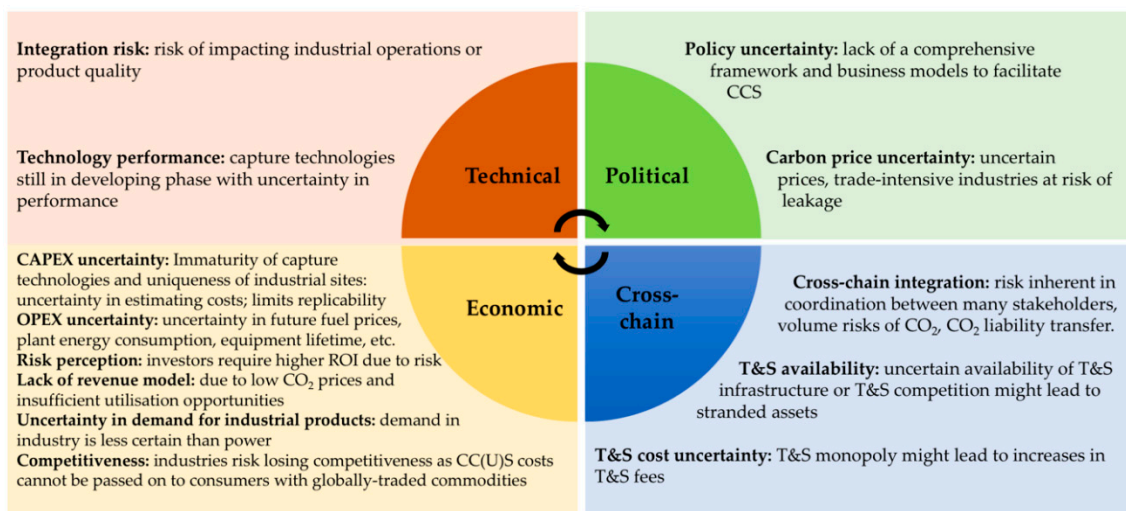 Integration risk: risk of impacting industrial operations or
product quality
Technology performance: capture technologies
still in developing phase with uncertainty in
performance
Technical
Policy uncertainty: lack of a comprehensive
framework and business models to facilitate
CCS
Carbon price uncertainty: uncertain
prices, trade-intensive industries at risk of
leakage
Political
CAPEX uncertainty: Immaturity of capture
technologies and uniqueness of industrial sites:
uncertainty in estimating costs; limits replicability
OPEX uncertainty: uncertainty in future fuel prices,
plant energy consumption, equipment lifetime, etc.
Risk perception: investors require higher ROI due to risk
Lack of revenue model: due to low CO₂ prices and
insufficient utilisation opportunities
Uncertainty in demand for industrial products: demand in
industry is less certain than power
Competitiveness: industries risk losing competitiveness as CC(U)S costs
cannot be passed on to consumers with globally-traded commodities
Economic
Cross-
chain
Cross-chain integration: risk inherent in
coordination between many stakeholders,
volume risks of CO₂, CO₂ liability transfer.
T&S availability: uncertain availability of T&S
infrastructure or T&S competition might lead to
stranded assets
T&S cost uncertainty: T&S monopoly might lead to increases in
T&S fees